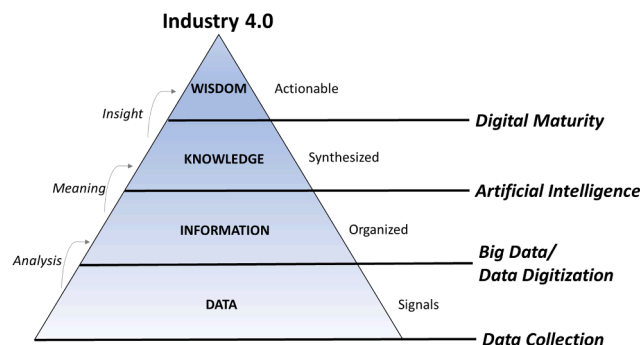 Industry 4.0
WISDOM
Actionable
Insight
Digital Maturity
KNOWLEDGE
Synthesized
Meaning
Artificial Intelligence
INFORMATION
Organized
Analysis
Big Data/
Data Digitization
DATA
Signals
Data Collection